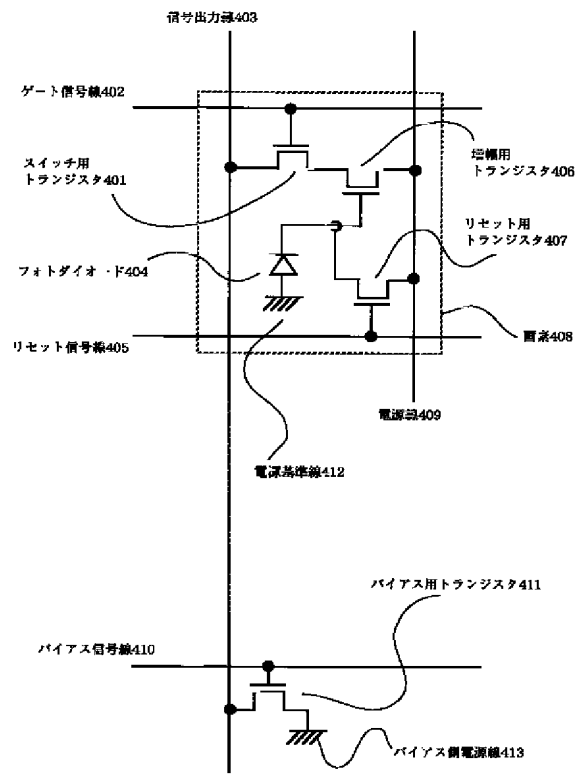 信号出力線403
ゲート信号線402
スイッチ用
トランジスタ401
増幅用
トランジスタ406
リセット用
トランジスタ407
フォトダイオード404
リセット信号線405
画素408
電源線409
電源基準線412
バイアス用トランジスタ411
バイアス信号線410
バイアス側電源線413